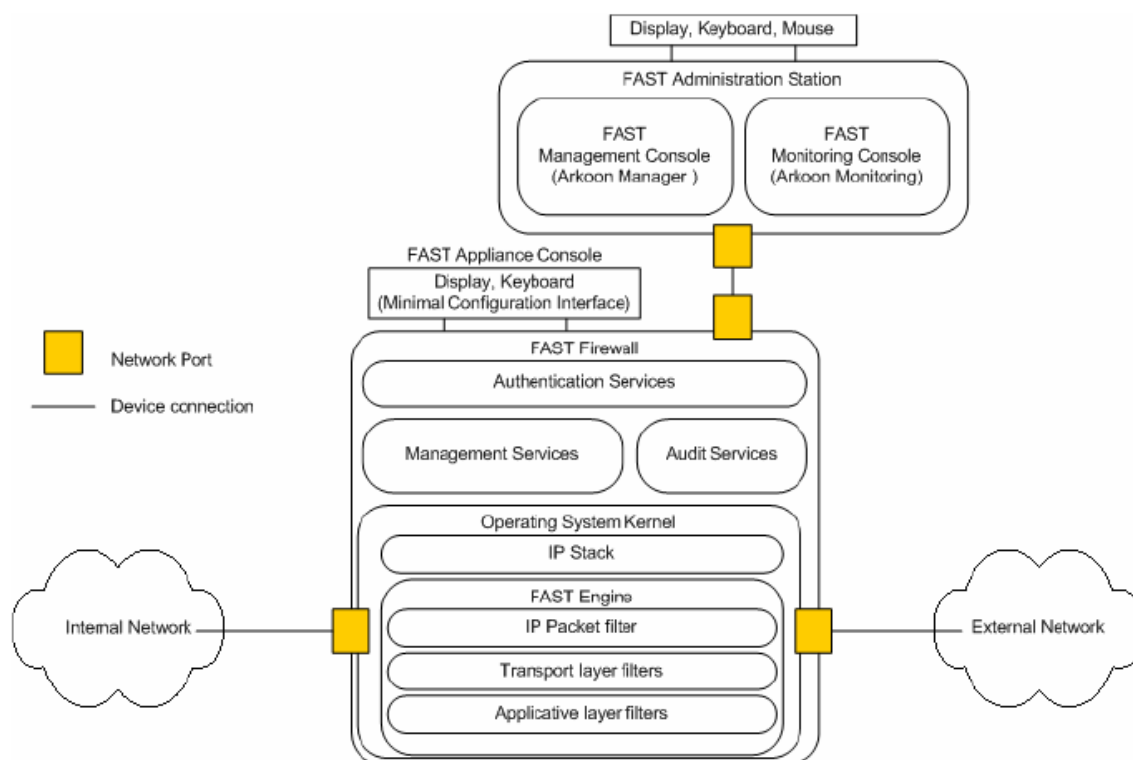 Display, Keyboard, Mouse
FAST Administration Station
FAST
Management Console
(Arkoon Manager )
FAST
Monitoring Console
(Arkoon Monitoring)
FAST Appliance Console
Display, Keyboard
(Minimal Configuration Interface)
Network Port
Device connection
FAST Firewall
Authentication Services
Management Services
Audit Services
Operating System Kernel
IP Stack
FAST Engine
IP Packet filter
Transport layer filters
Applicative layer filters
Internal Network
External Network